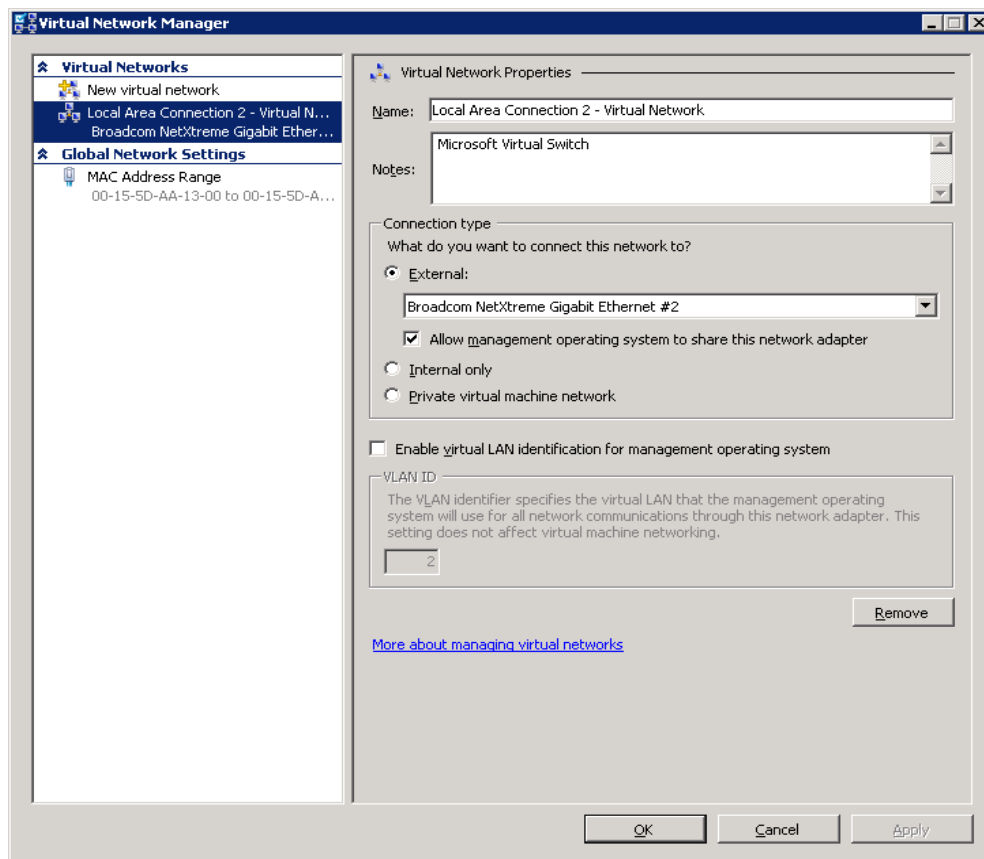 Virtual Network Manager
Virtual Networks
New virtual network
Local Area Connection 2 - Virtual N...
Broadcom NetXtreme Gigabit Ether...
Global Network Settings
MAC Address Range
00-15-5D-AA-13-00 to 00-15-5D-A...
Virtual Network Properties
Name: Local Area Connection 2 - Virtual Network
Notes: Microsoft Virtual Switch
Connection type
What do you want to connect this network to?
External:
Broadcom NetXtreme Gigabit Ethernet #2
Allow management operating system to share this network adapter
Internal only
Private virtual machine network
Enable virtual LAN identification for management operating system
VLAN ID
The VLAN identifier specifies the virtual LAN that the management operating
system will use for all network communications through this network adapter. This
setting does not affect virtual machine networking.
2
Remove
More about managing virtual networks
OK Cancel Apply